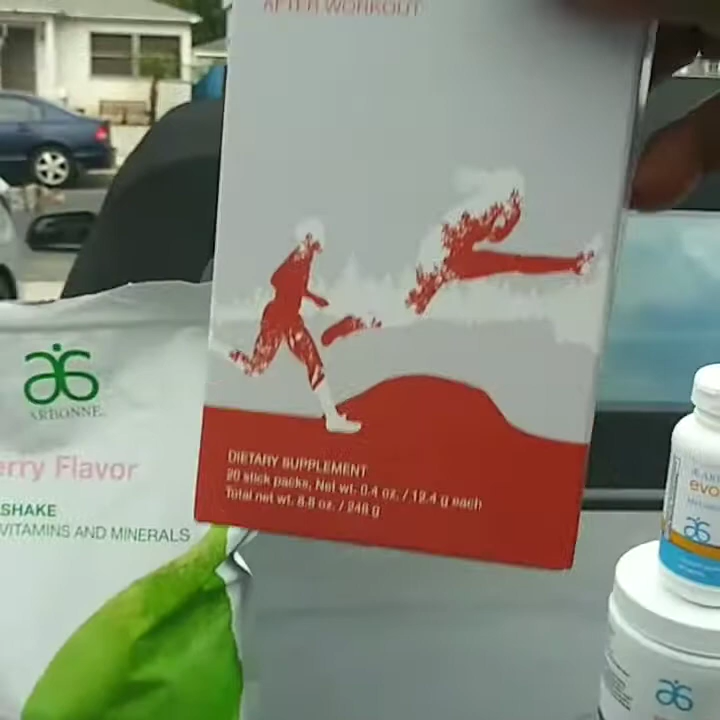 AFTER WORKOUT
DIETARY SUPPLEMENT
20 stick packs, Net wt. 0.4 oz. / 12.4 g each
Total net wt. 8.8 oz. / 248 g
ARBONNE
erry Flavor
SHAKE
VITAMINS AND MINERALS
evo